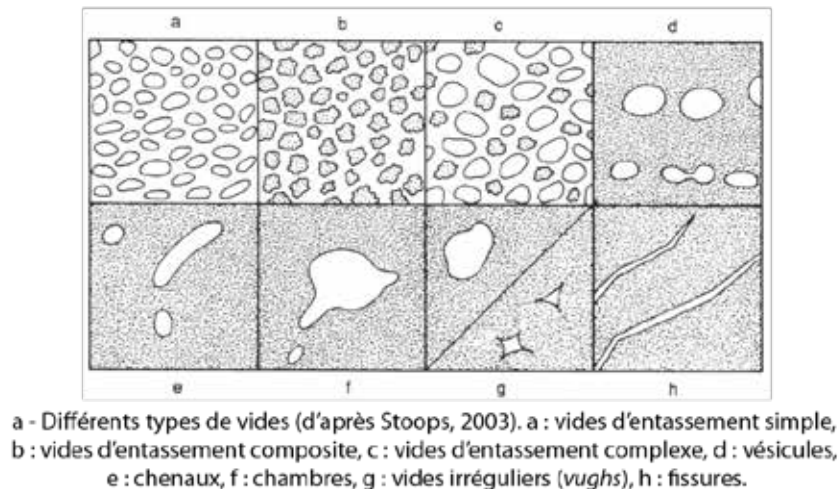 a b c d
e f g h
a - Différents types de vides (d'après Stoops, 2003). a : vides d'entassement simple,
b : vides d'entassement composite, c : vides d'entassement complexe, d : vésicules,
e : chenaux, f : chambres, g : vides irréguliers (vughs), h : fissures.